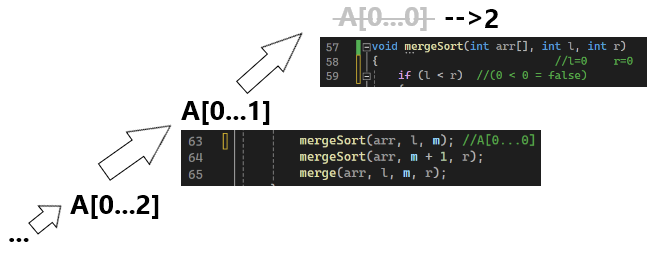 A[0...0] -->2
57 void mergeSort(int arr[], int l, int r)
58 { //l=0 r=0
59 if (l < r) //(0 < 0 = false)
A[0...1]
63 mergeSort(arr, l, m); //A[0...0]
64 mergeSort(arr, m + 1, r);
65 merge(arr, l, m, r);
A[0...2]
...